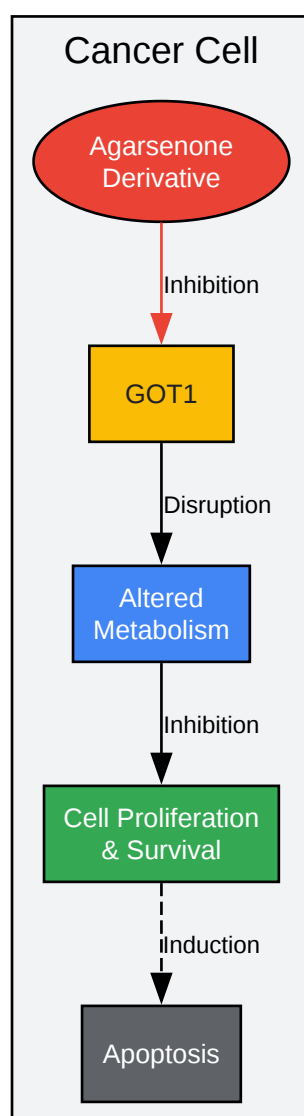 Cancer Cell
Agarsenone
Derivative
Inhibition
GOT1
Disruption
Altered
Metabolism
Inhibition
Cell Proliferation
& Survival
Induction
Apoptosis